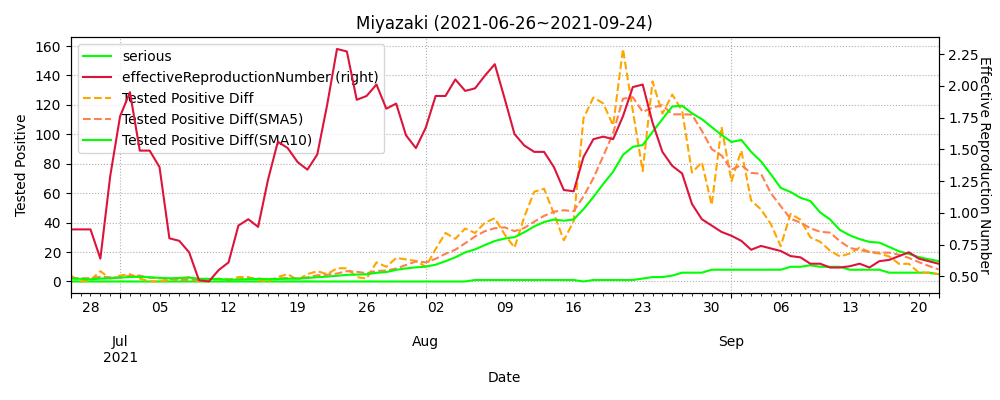 Miyazaki (2021-06-26~2021-09-24)
serious
effectiveReproductionNumber (right)
Tested Positive Diff
Tested Positive Diff(SMA5)
Tested Positive Diff(SMA10)
Tested Positive
160
140
120
100
80
60
40
20
0
2.25
2.00
1.75
1.50
1.25
1.00
0.75
0.50
Effective Reproduction Number
28 05 12 19 26 02 09 16 23 30 06 13 20
Jul Aug Sep
2021
Date